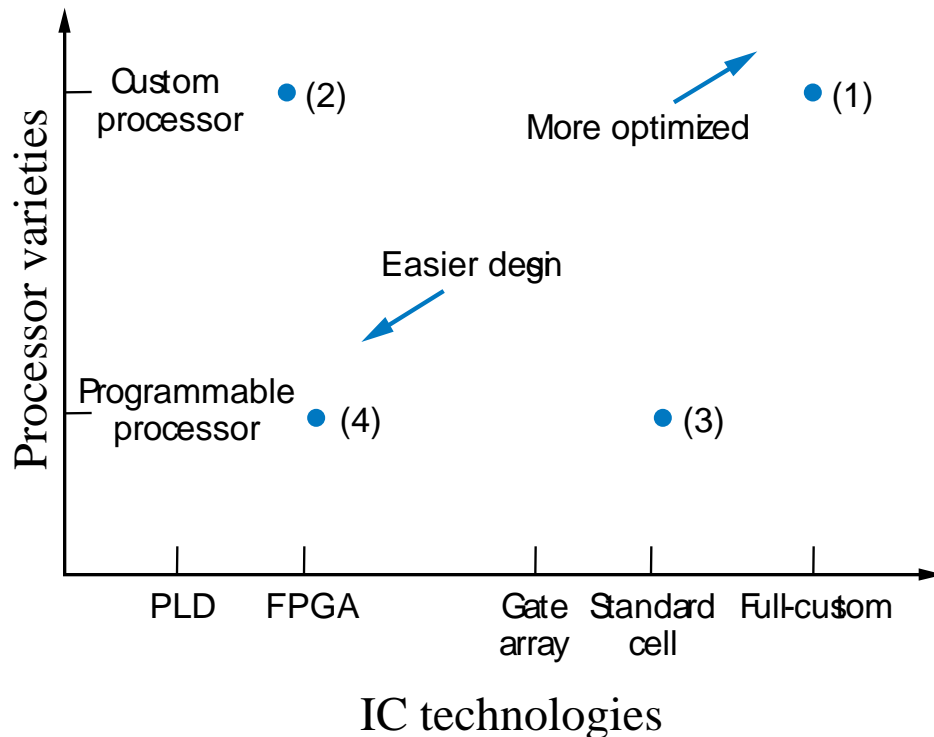 Custom
processor
(2)
(1)
More optimized
Easier design
Programmable
processor
(4)
(3)
Processor varieties
PLD
FPGA
Gate
array
Standard
cell
Full-custom
IC technologies